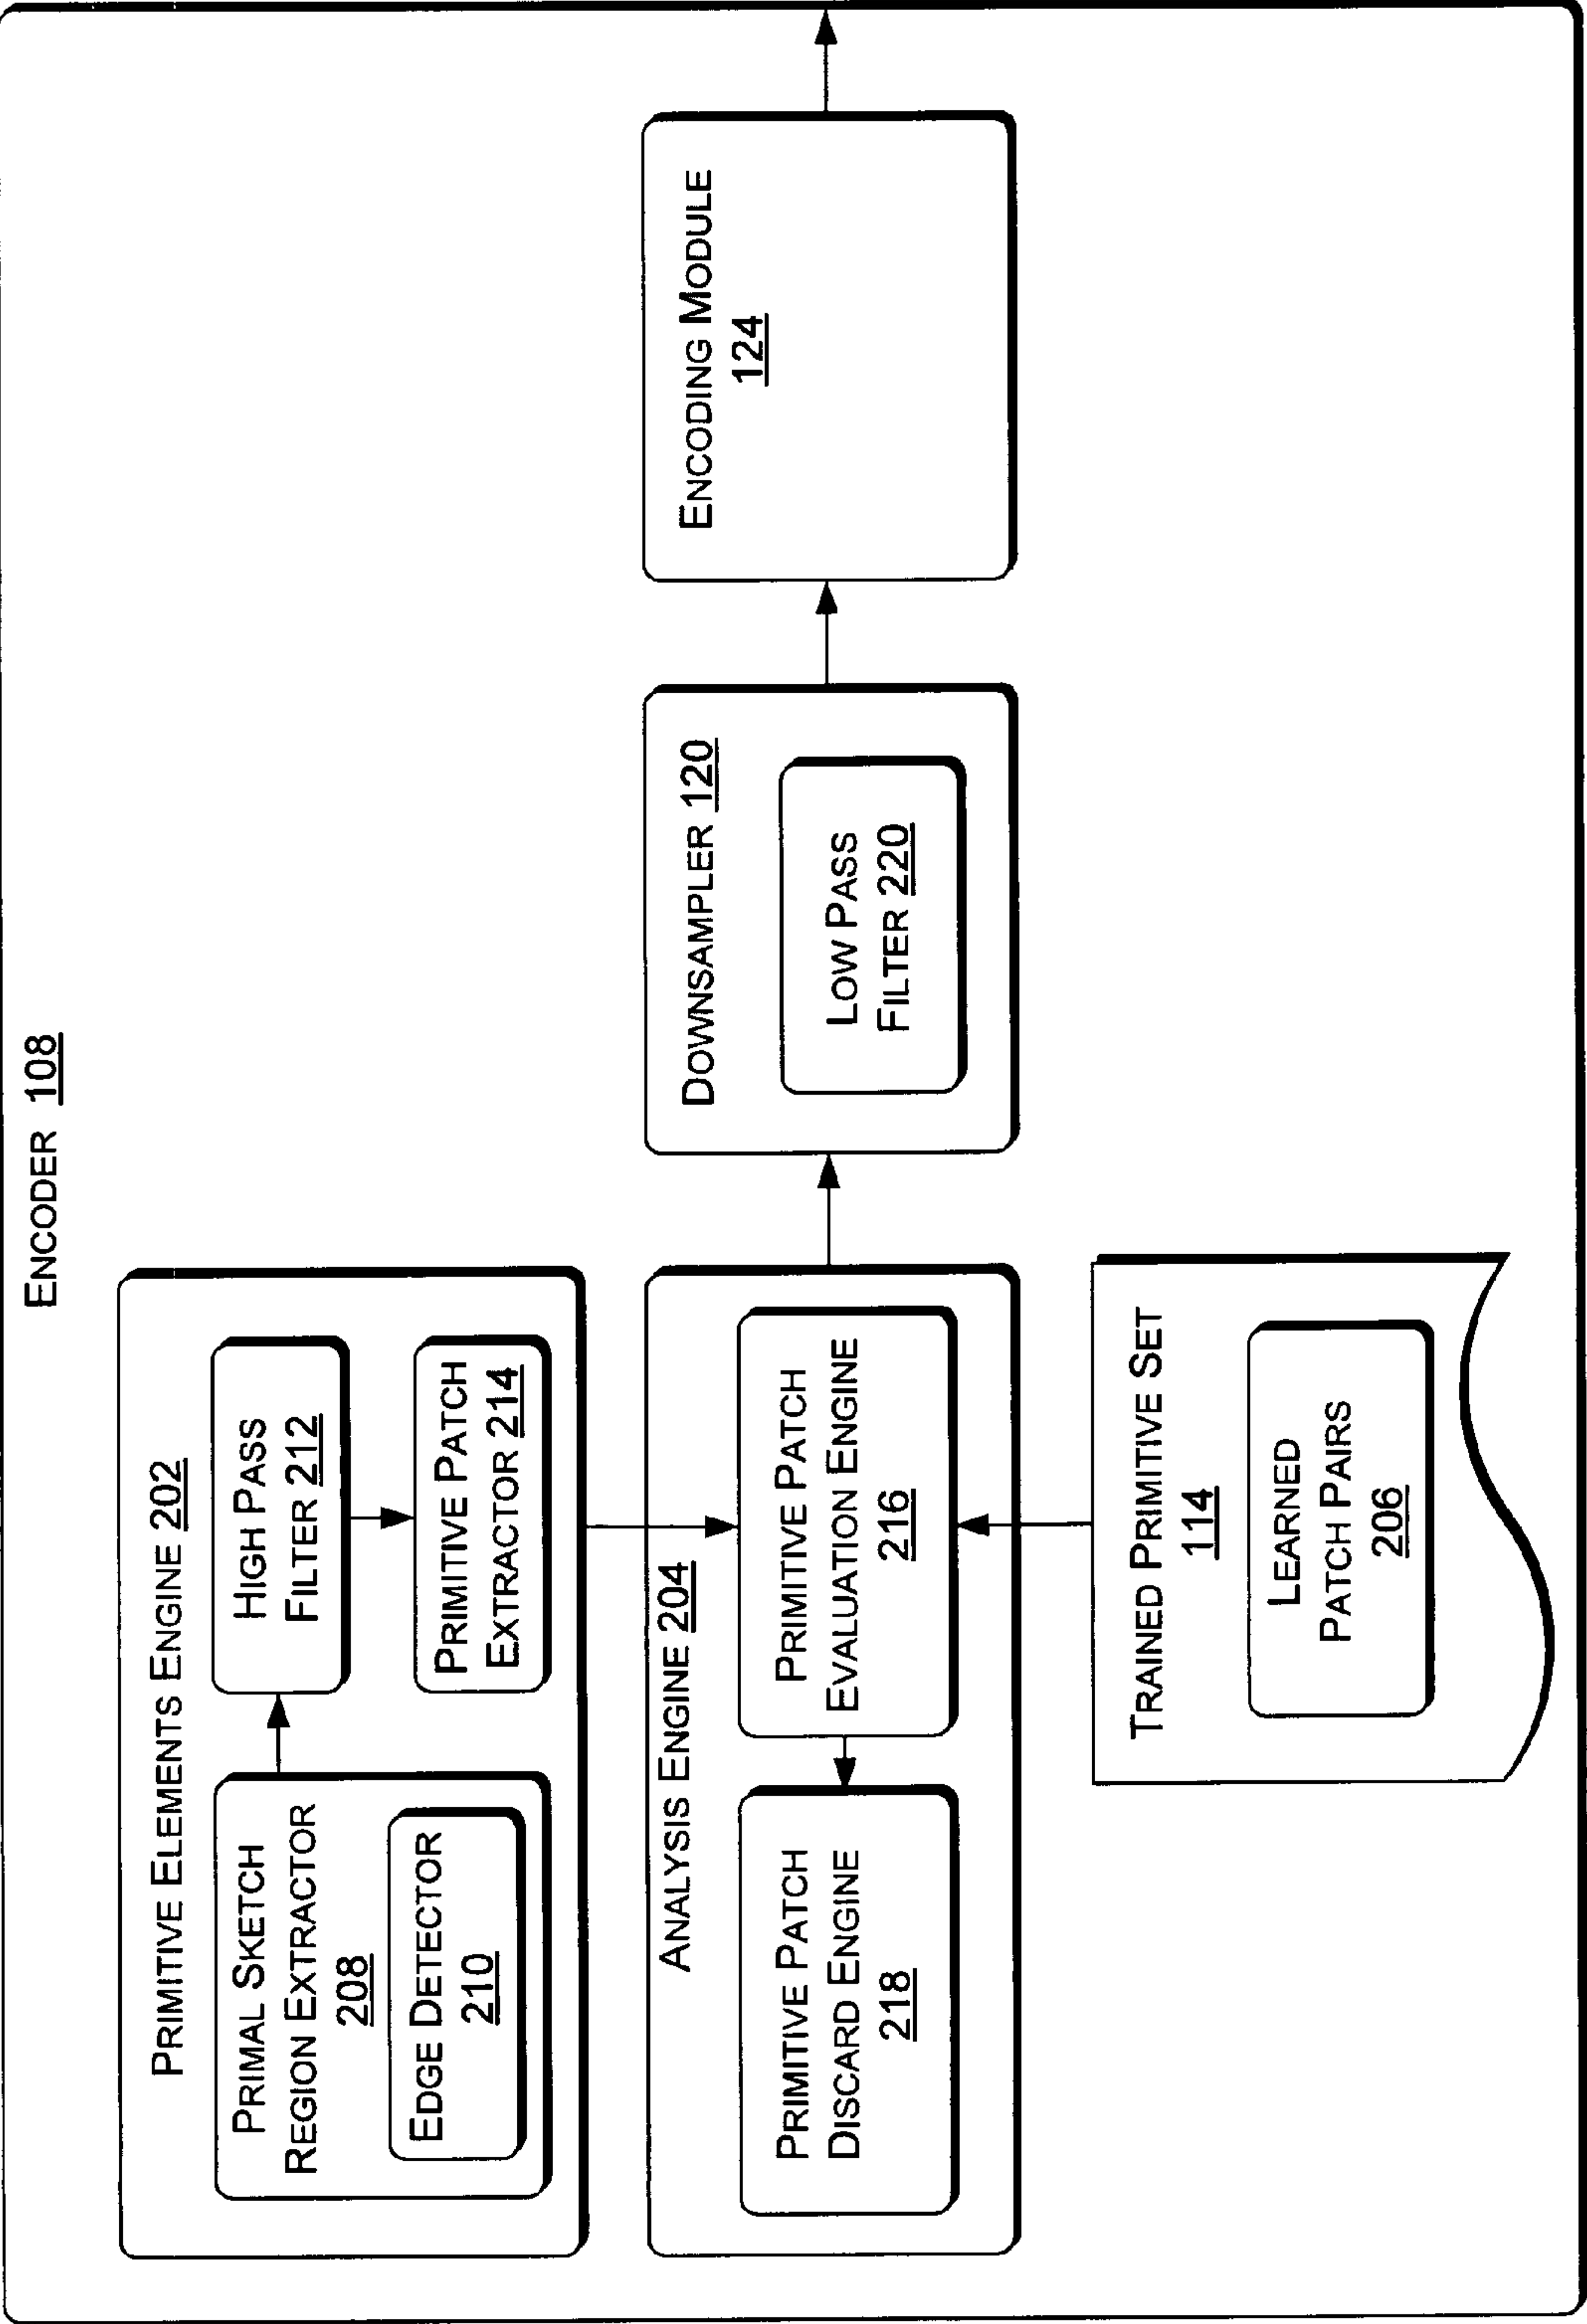 ENCODER 108
PRIMITIVE ELEMENTS ENGINE 202
PRIMAL SKETCH
REGION EXTRACTOR
208
EDGE DETECTOR
210
HIGH PASS
FILTER 212
PRIMITIVE PATCH
EXTRACTOR 214
ANALYSIS ENGINE 204
PRIMITIVE PATCH
DISCARD ENGINE
218
PRIMITIVE PATCH
EVALUATION ENGINE
216
TRAINED PRIMITIVE SET
114
LEARNED
PATCH PAIRS
206
DOWNSAMPLER 120
LOW PASS
FILTER 220
ENCODING MODULE
124